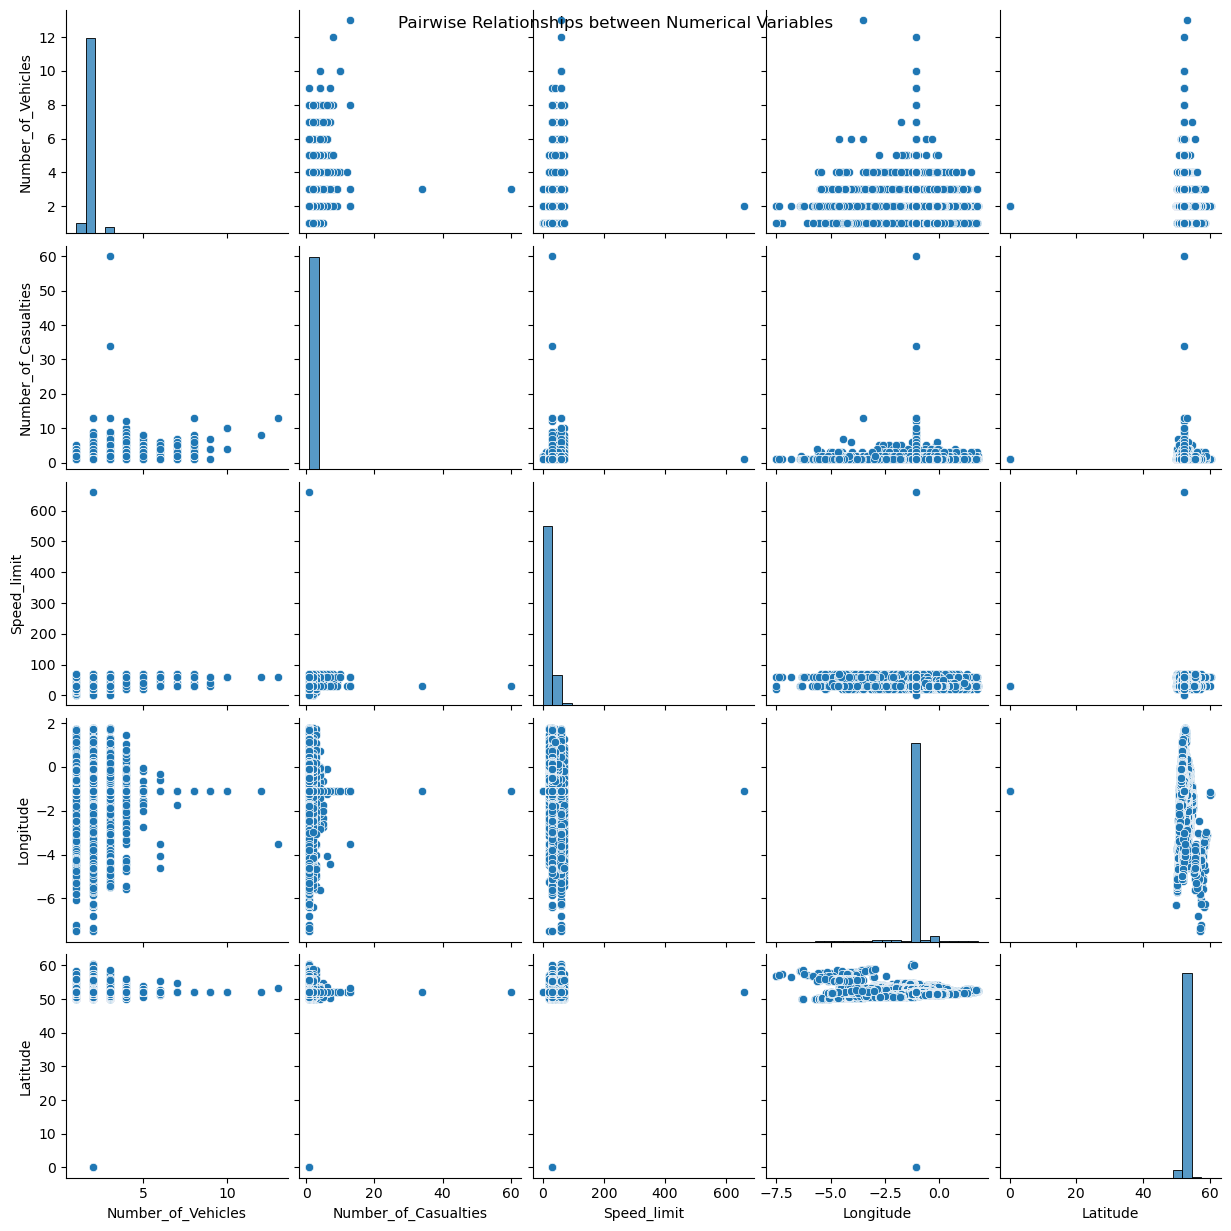 Pairwise Relationships between Numerical Variables
12
10
8
6
4
2
Number_of_Vehicles
60
50
40
30
20
10
0
Number_of_Casualties
600
500
400
300
200
100
0
Speed_limit
2
0
−2
−4
−6
Longitude
60
50
40
30
20
10
0
Latitude
5 10
0 20 40 60
0 200 400 600
−7.5 −5.0 −2.5 0.0
0 20 40 60
Number_of_Vehicles
Number_of_Casualties
Speed_limit
Longitude
Latitude